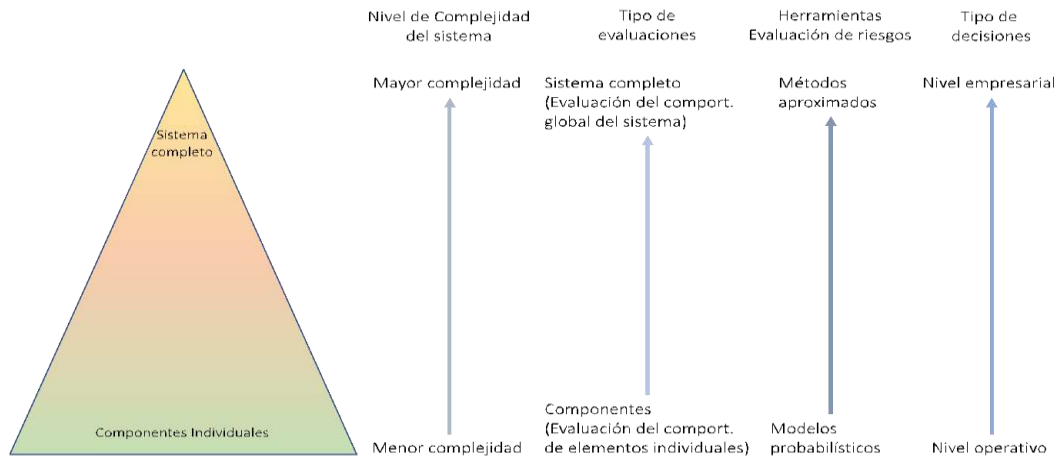 Nivel de Complejidad
del sistema
Tipo de
evaluaciones
Herramientas
Evaluación de riesgos
Tipo de
decisiones
Sistema
completo
Componentes Individuales
Mayor complejidad
Menor complejidad
Sistema completo
(Evaluación del comport.
global del sistema)
Componentes
(Evaluación del comport.
de elementos individuales)
Métodos
aproximados
Modelos
probabilísticos
Nivel empresarial
Nivel operativo